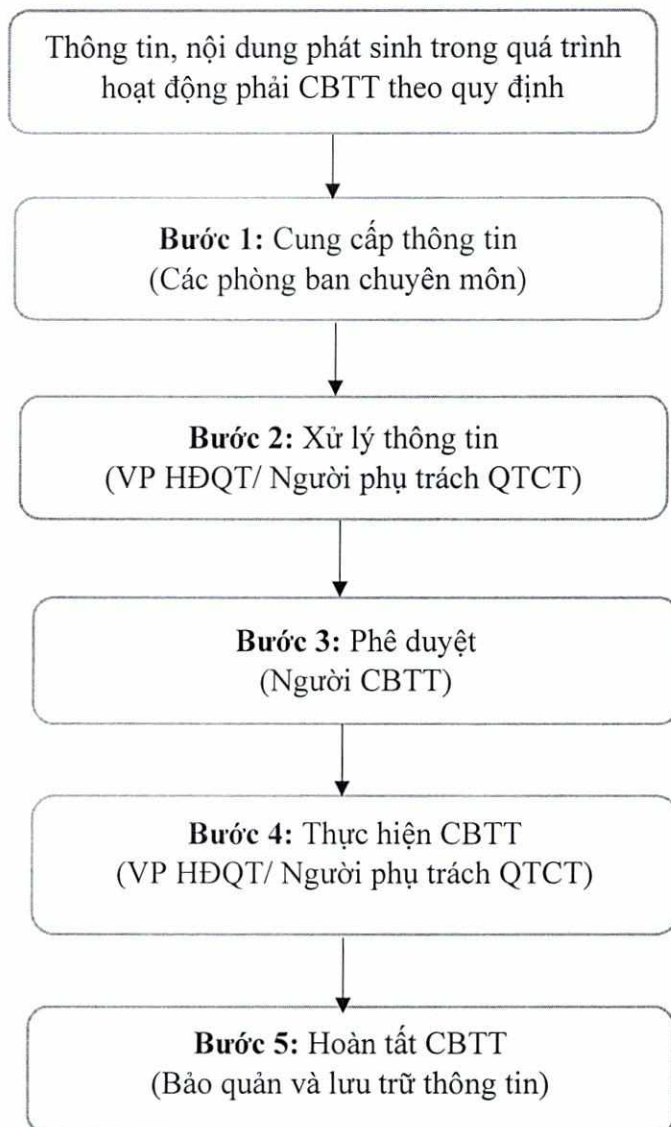 Thông tin, nội dung phát sinh trong quá trình
hoạt động phải CBTT theo quy định
Bước 1: Cung cấp thông tin
(Các phòng ban chuyên môn)
Bước 2: Xử lý thông tin
(VP HĐQT/ Người phụ trách QTCT)
Bước 3: Phê duyệt
(Người CBTT)
Bước 4: Thực hiện CBTT
(VP HĐQT/ Người phụ trách QTCT)
Bước 5: Hoàn tất CBTT
(Bảo quản và lưu trữ thông tin)